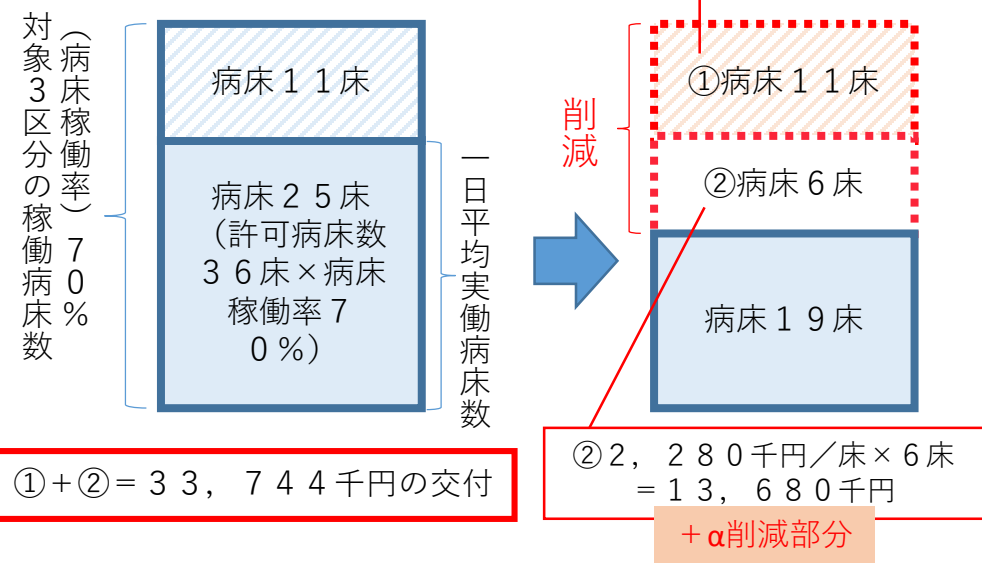 対象３区分の稼働病床数
（病床稼働率）７０％
病床１１床
病床２５床
（許可病床数
３６床×病床
稼働率７
０％）
一日平均実働病床数
削減
①病床１１床
②病床６床
病床１９床
①＋②＝３３，７４４千円の交付
②２，２８０千円／床×６床
＝１３，６８０千円
＋α削減部分